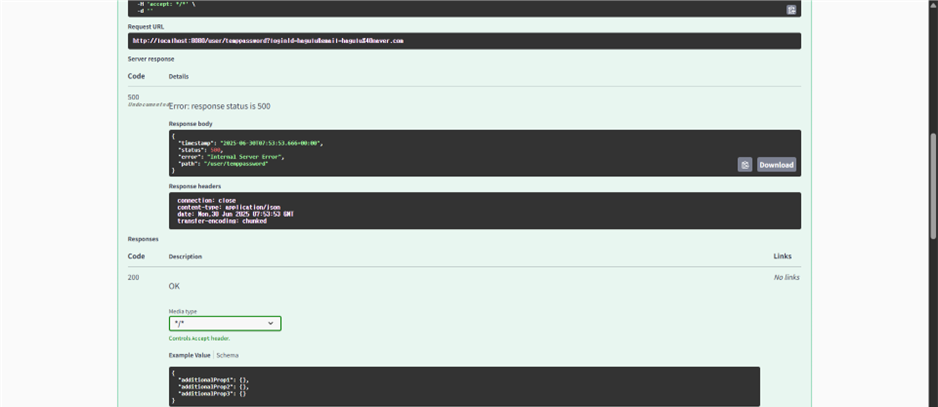 -H 'accept: */*' \
-d ''
Request URL
http://localhost:8080/user/temppassword?loginId=hagulu&email=hagulu%40naver.com
Server response
Code Details
500
Undocumented
Error: response status is 500
Response body
{
"timestamp": "2025-06-30T07:53:53.666+00:00",
"status": 500,
"error": "Internal Server Error",
"path": "/user/temppassword"
}
Download
Response headers
connection: close
content-type: application/json
date: Mon,30 Jun 2025 07:53:53 GMT
transfer-encoding: chunked
Responses
Code Description Links
200 No links
OK
Media type
*/*
Controls Accept header.
Example Value Schema
{
"additionalProp1": {},
"additionalProp2": {},
"additionalProp3": {}
}